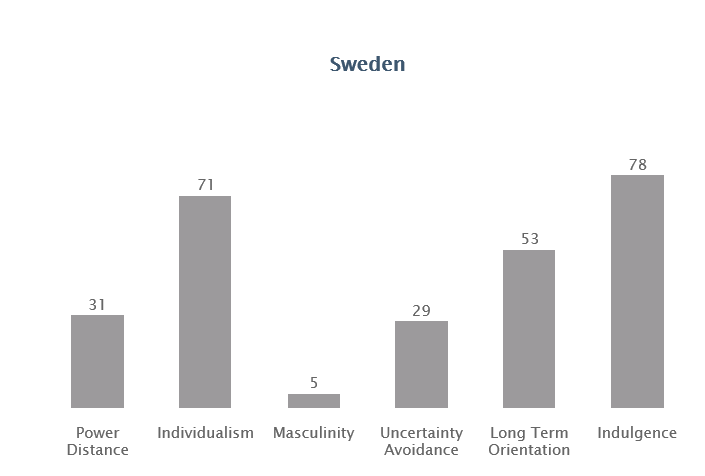 Sweden
78
71
53
31
29
5
Power Individualism Masculinity Uncertainty Long Term Indulgence
Distance Avoidance Orientation